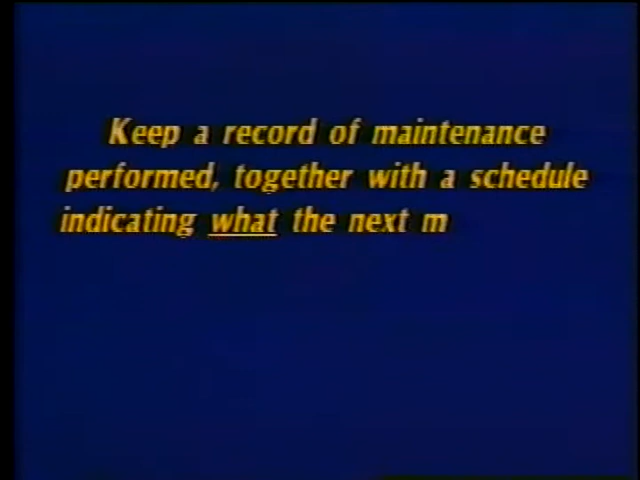 Keep a record of maintenance
performed, together with a schedule
indicating what the next m